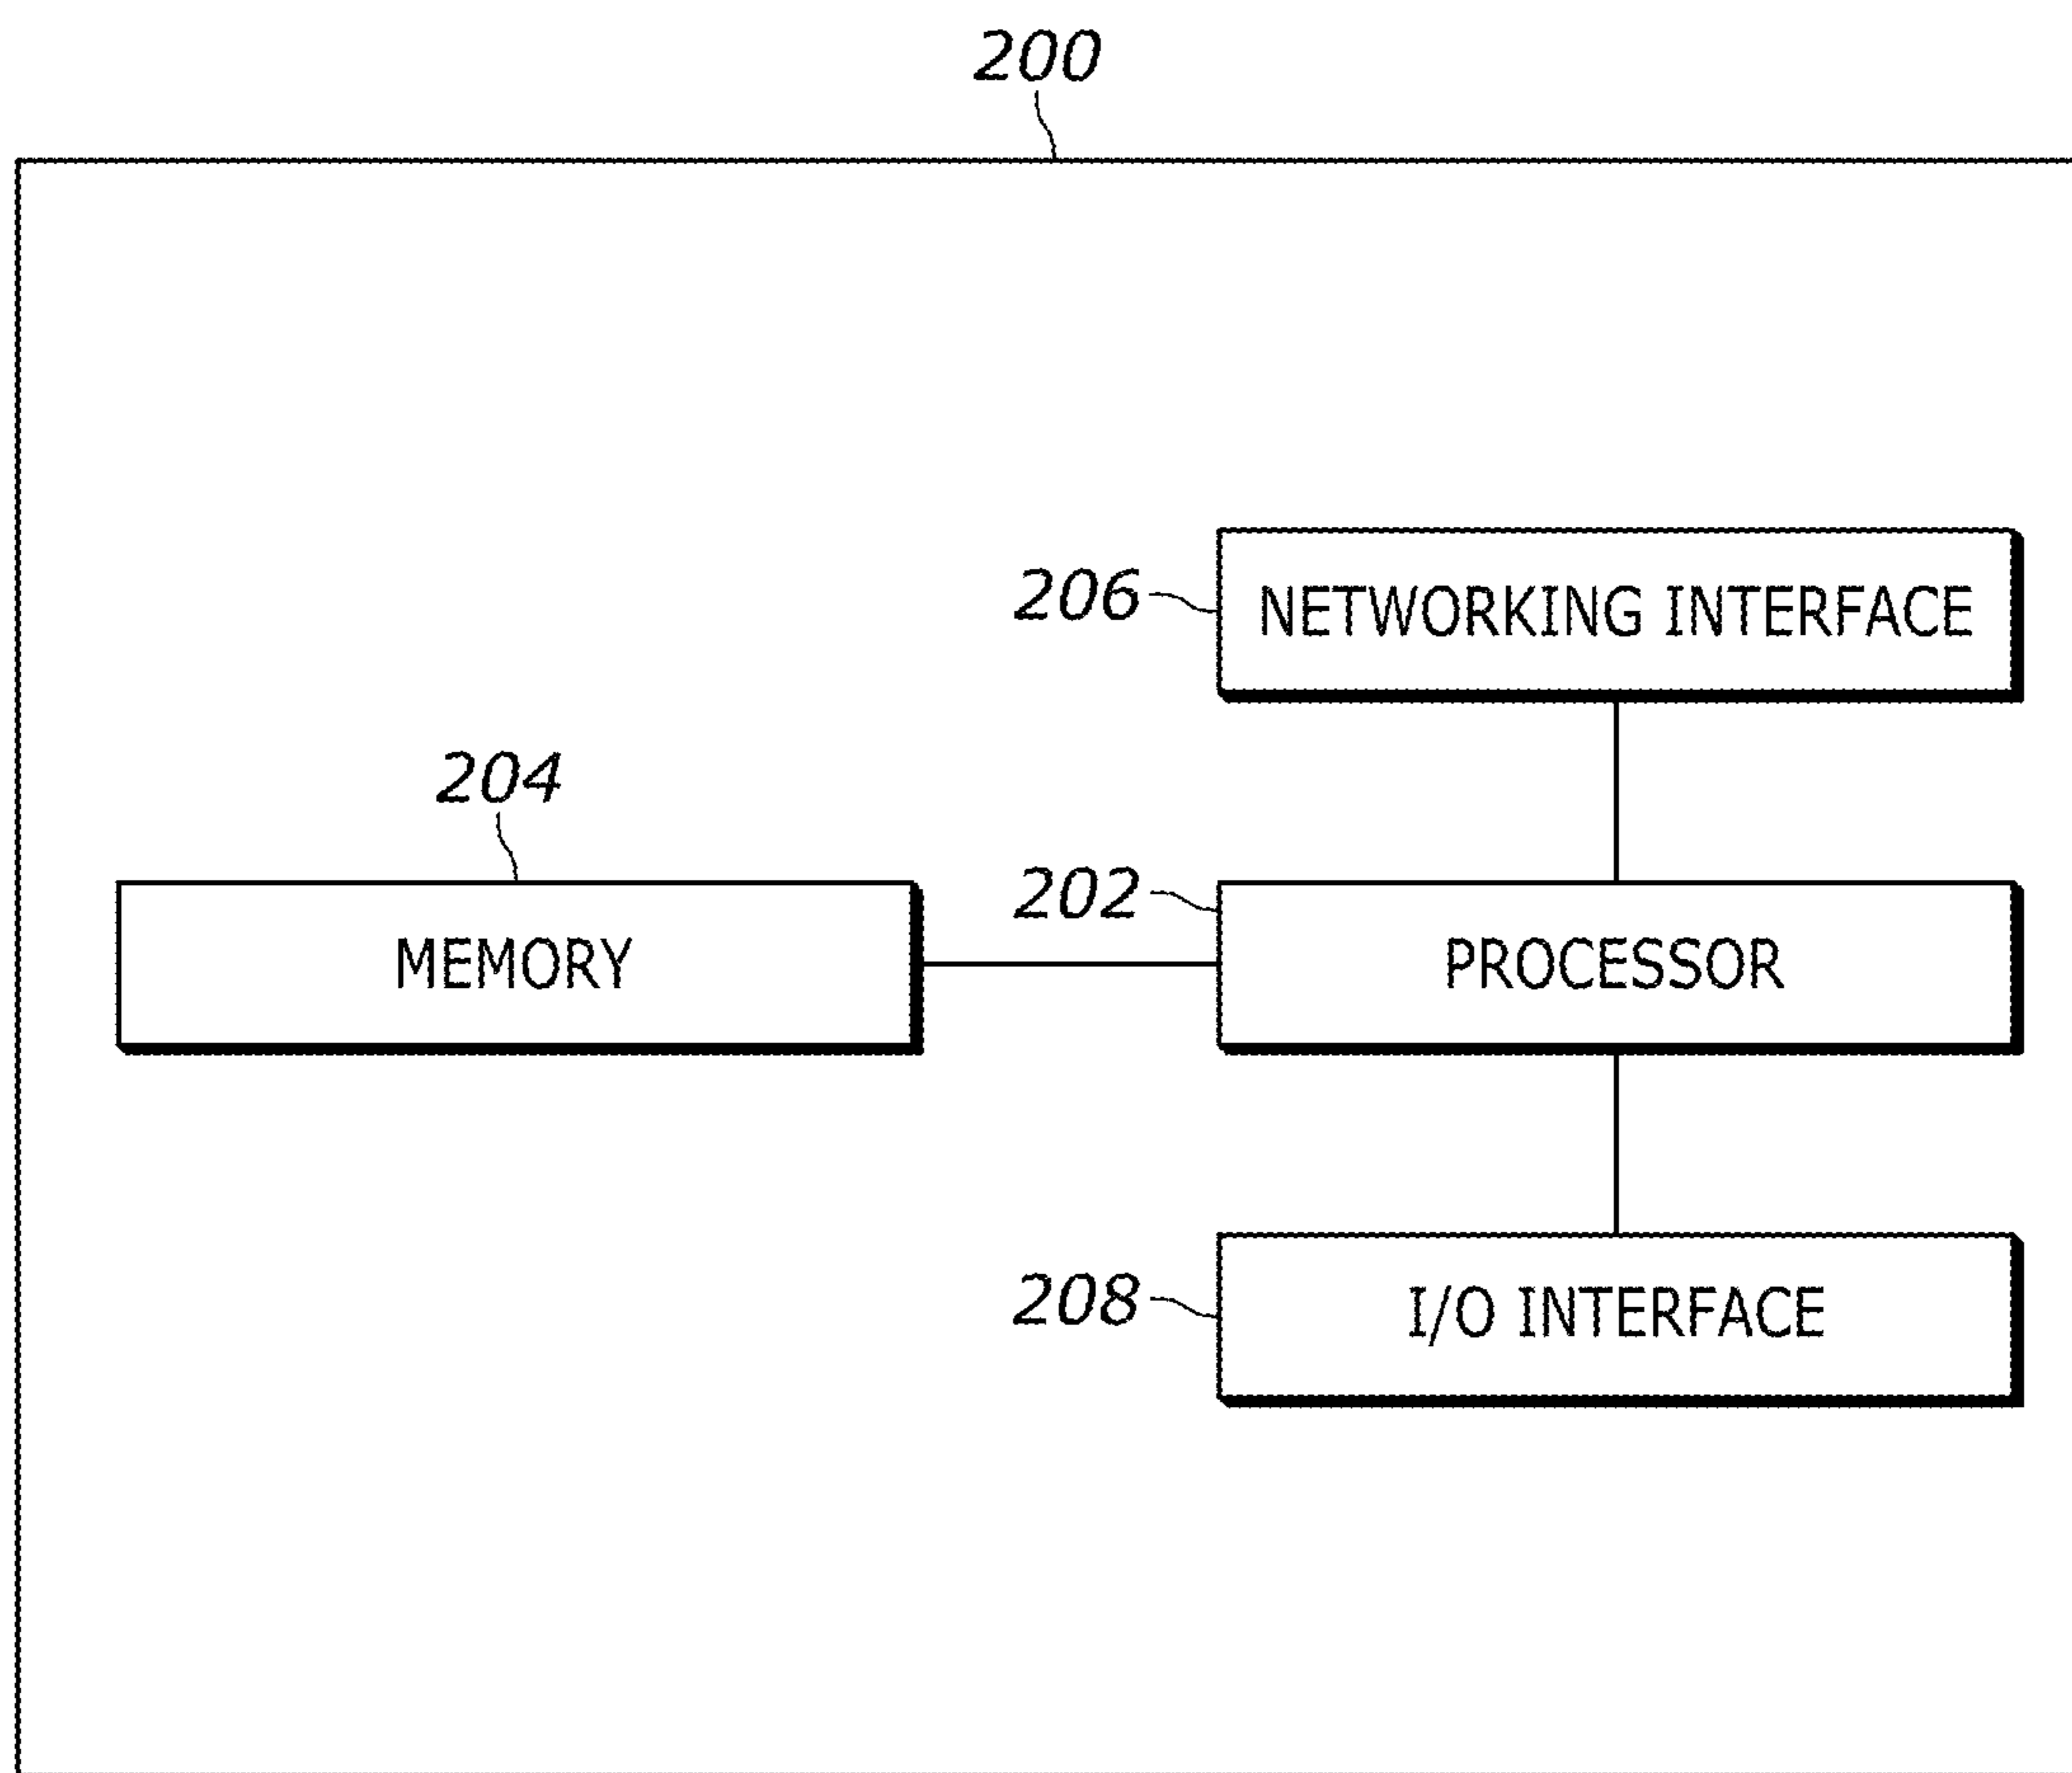 200
206
NETWORKING INTERFACE
204
202
MEMORY
PROCESSOR
208
I/O INTERFACE